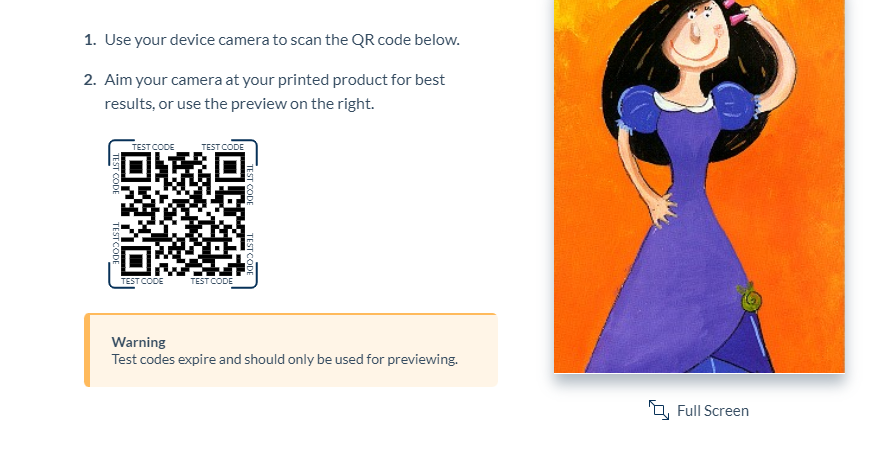 1. Use your device camera to scan the QR code below.
2. Aim your camera at your printed product for best
results, or use the preview on the right.
TEST CODE TEST CODE
TEST CODE
TEST CODE
TEST CODE
TEST CODE
TEST CODE TEST CODE
Warning
Test codes expire and should only be used for previewing.
Full Screen